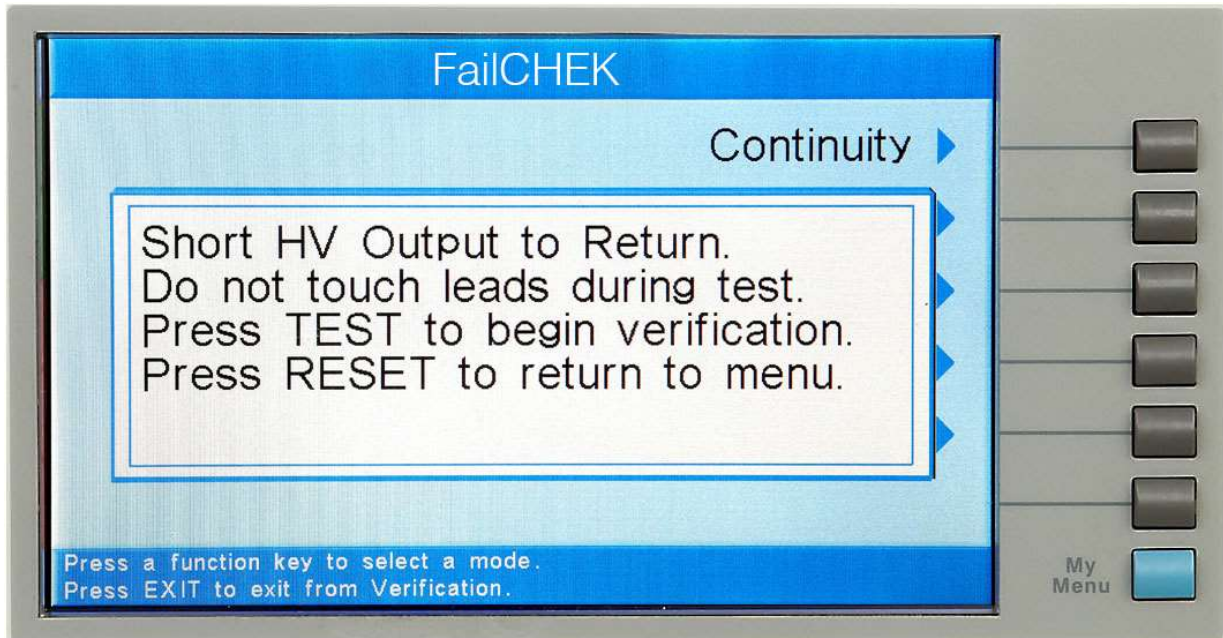 FailCHEK
Continuity
Short HV Output to Return.
Do not touch leads during test.
Press TEST to begin verification.
Press RESET to return to menu.
Press a function key to select a mode.
Press EXIT to exit from Verification.
My
Menu